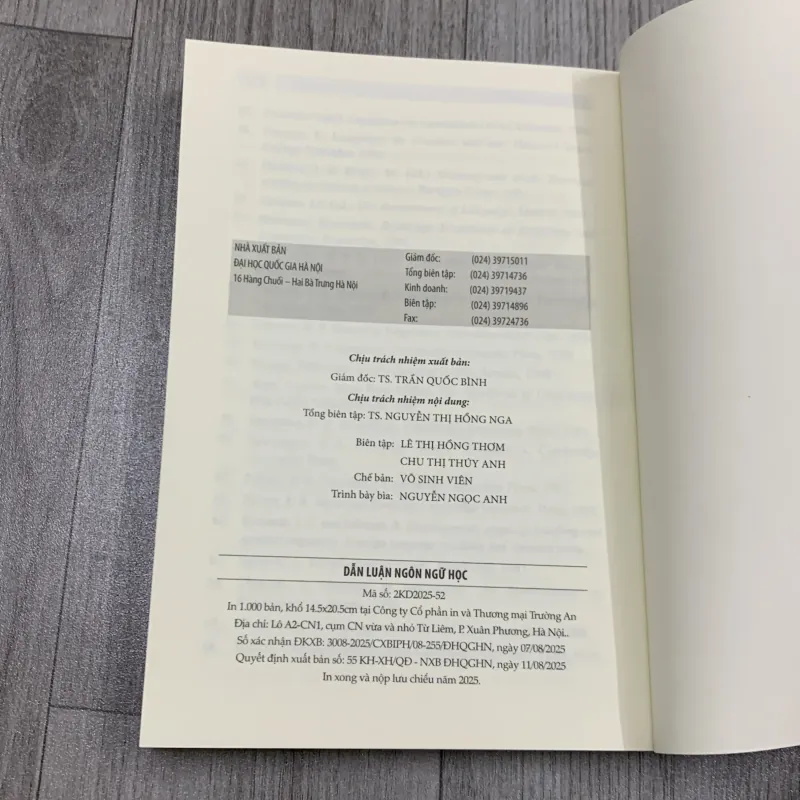 NHÀ XUẤT BẢN
ĐẠI HỌC QUỐC GIA HÀ NỘI
16 Hàng Chuối – Hai Bà Trưng Hà Nội
Giám đốc: (024) 39715011
Tổng biên tập: (024) 39714736
Kinh doanh: (024) 39719437
Biên tập: (024) 39714896
Fax: (024) 39724736
Chịu trách nhiệm xuất bản:
Giám đốc: TS. TRẦN QUỐC BÌNH
Chịu trách nhiệm nội dung:
Tổng biên tập: TS. NGUYỄN THỊ HỒNG NGA
Biên tập: LÊ THỊ HỒNG THƠM
CHU THỊ THÚY ANH
Chế bản: VÕ SINH VIÊN
Trình bày bìa: NGUYỄN NGỌC ANH
DẪN LUẬN NGÔN NGỮ HỌC
Mã số: 2KD2025-52
In 1.000 bản, khổ 14.5x20.5cm tại Công ty Cổ phần in và Thương mại Trường An
Địa chỉ: Lô A2-CN1, cụm CN vừa và nhỏ Từ Liêm, P. Xuân Phương, Hà Nội..
Số xác nhận ĐKXB: 3008-2025/CXBIPH/08-255/ĐHQGHN, ngày 07/08/2025
Quyết định xuất bản số: 55 KH-XH/QĐ - NXB ĐHQGHN, ngày 11/08/2025
In xong và nộp lưu chiểu năm 2025.